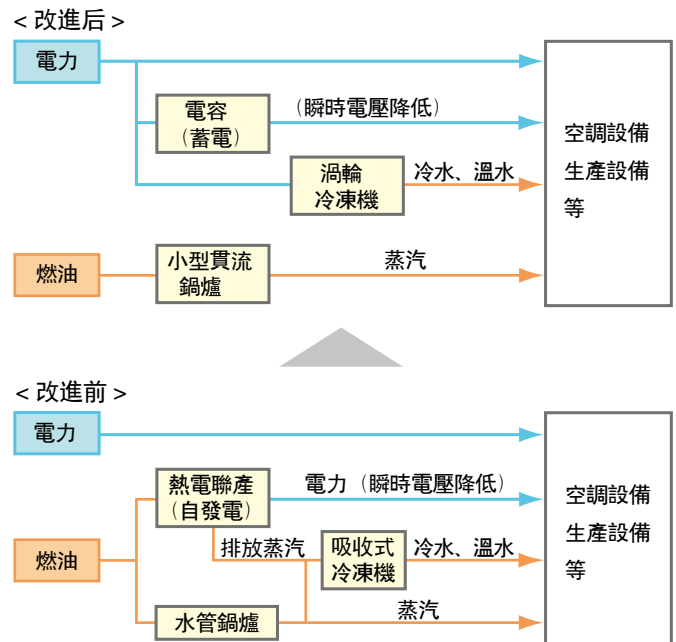 < 改進后 >
電力
電容
（蓄電）
（瞬時電壓降低）
渦輪
冷凍機
冷水、溫水
空調設備
生產設備
等
燃油
小型貫流
鍋爐
蒸汽
< 改進前 >
電力
熱電聯產
（自發電）
電力（瞬時電壓降低）
排放蒸汽
吸收式
冷凍機
冷水、溫水
空調設備
生產設備
等
燃油
水管鍋爐
蒸汽